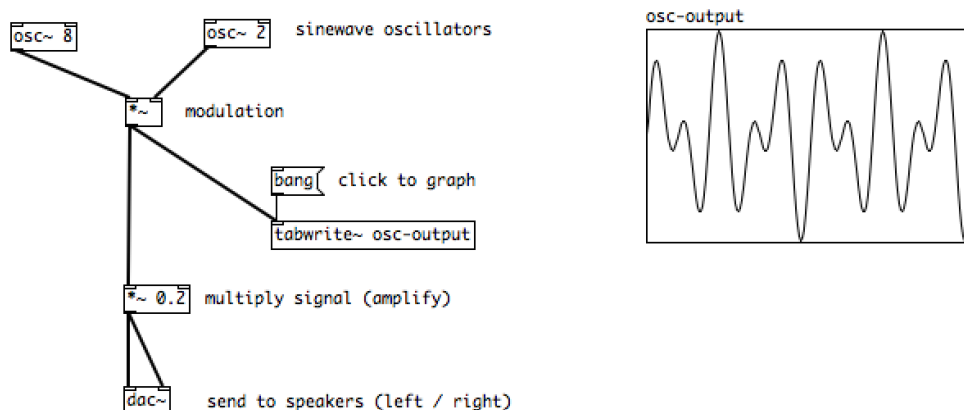 osc~ 8
osc~ 2
sinewave oscillators
osc-output
*~
modulation
bang
click to graph
tabwrite~ osc-output
*~ 0.2
multiply signal (amplify)
dac~
send to speakers (left / right)